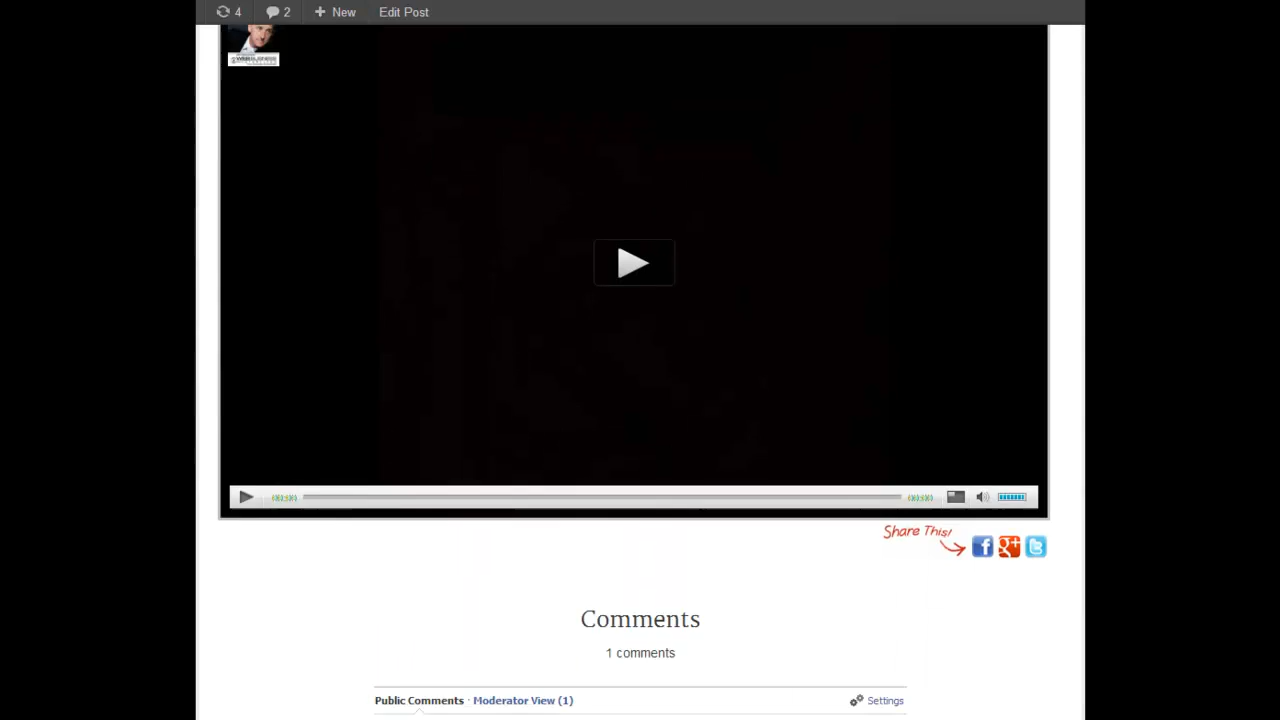 4 2 New Edit Post
Share This!
Comments
1 comments
Public Comments · Moderator View (1) Settings